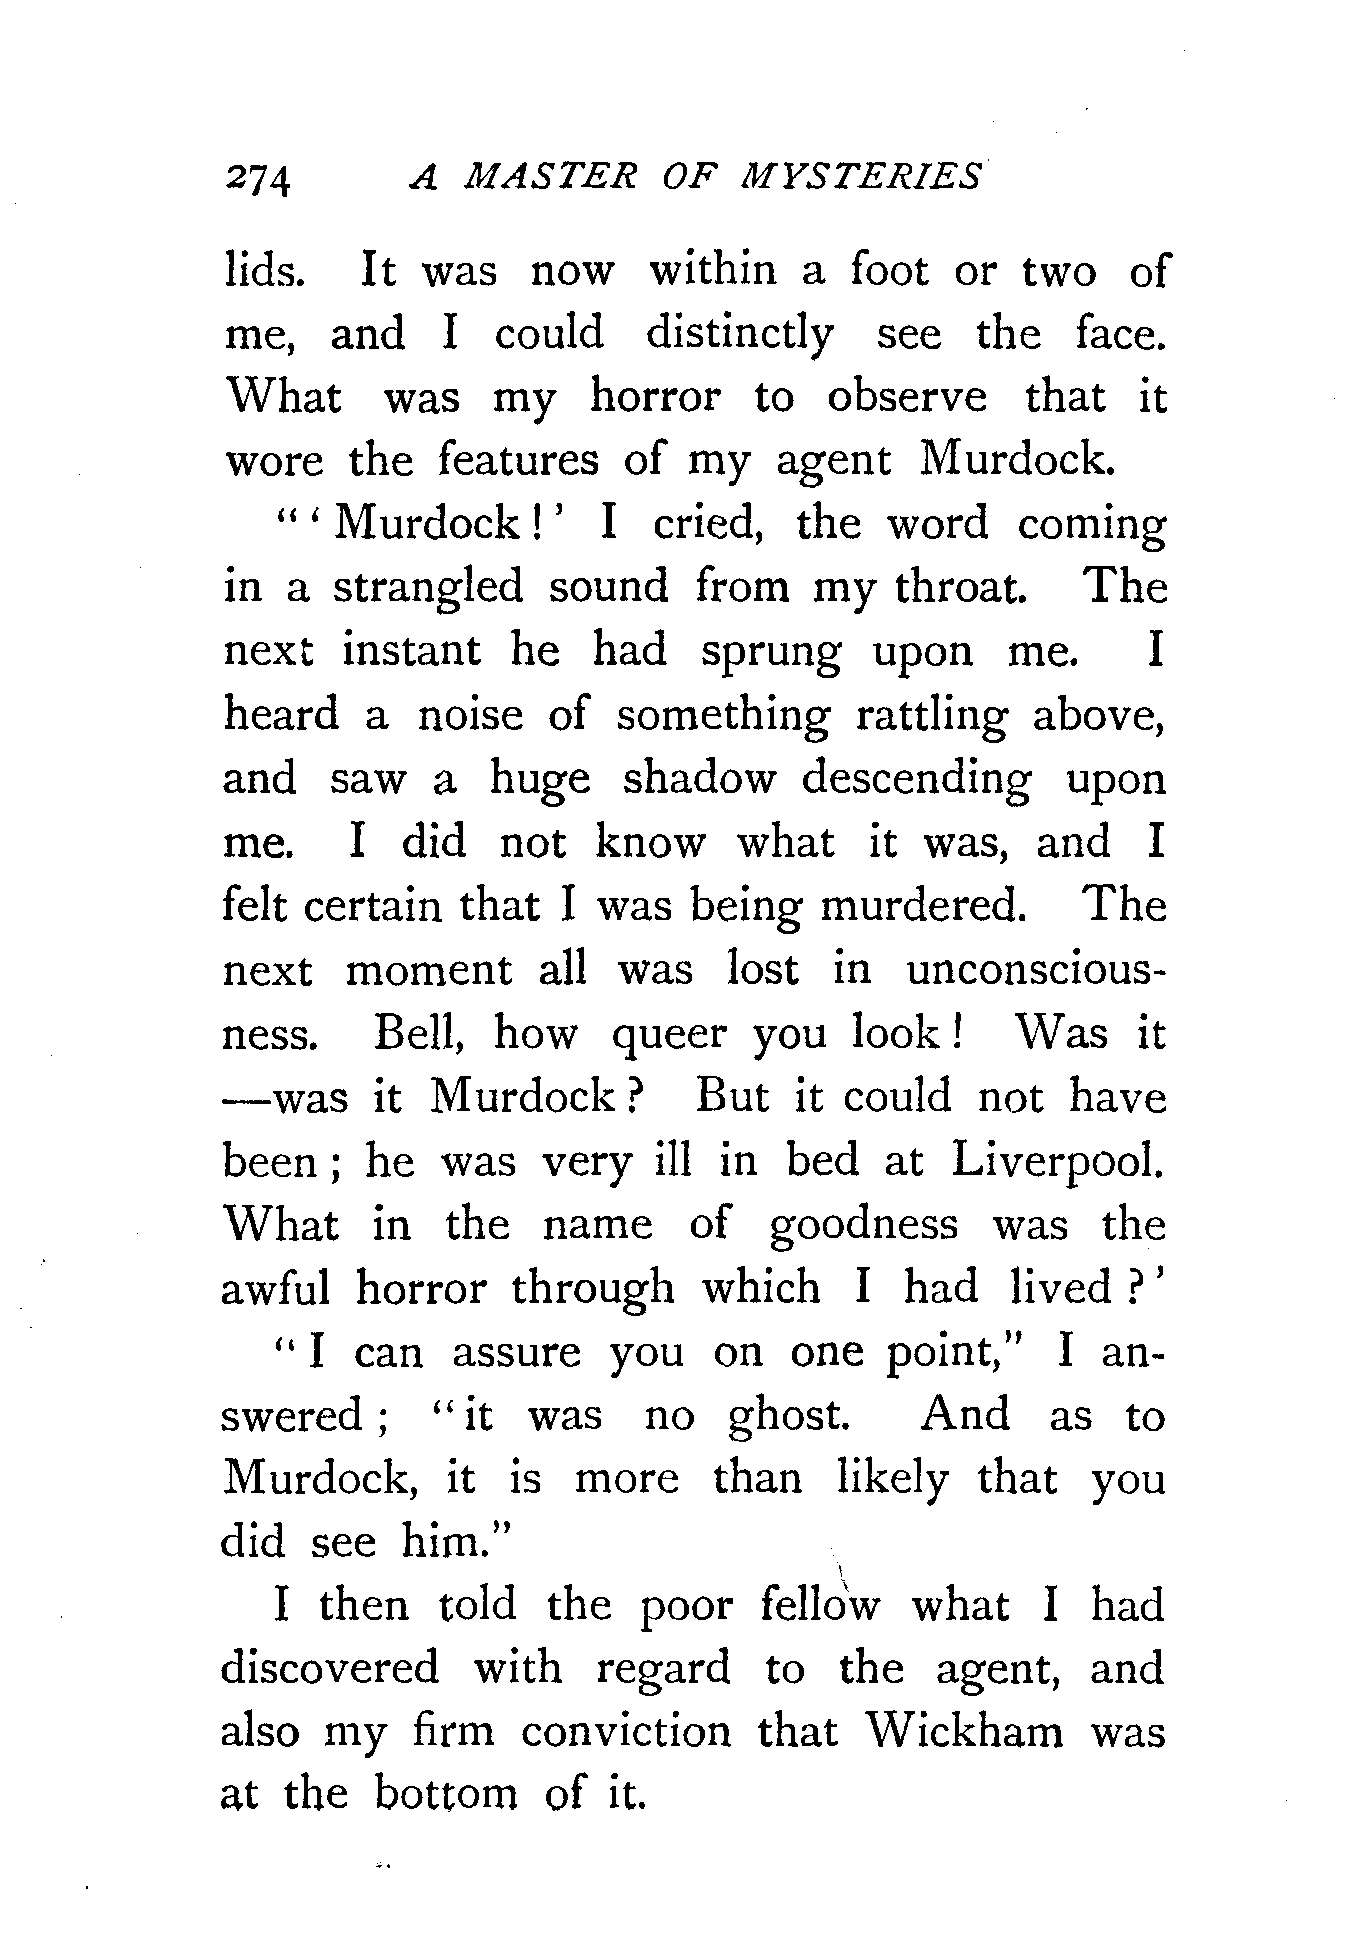 274 A MASTER OF MYSTERIES
lids. It was now within a foot or two of
me, and I could distinctly see the face.
What was my horror to observe that it
wore the features of my agent Murdock.
“ ‘ Murdock ! ’ I cried, the word coming
in a strangled sound from my throat. The
next instant he had sprung upon me. I
heard a noise of something rattling above,
and saw a huge shadow descending upon
me. I did not know what it was, and I
felt certain that I was being murdered. The
next moment all was lost in unconscious-
ness. Bell, how queer you look ! Was it
—was it Murdock ? But it could not have
been ; he was very ill in bed at Liverpool.
What in the name of goodness was the
awful horror through which I had lived ? ’
“ I can assure you on one point,” I an-
swered ; “ it was no ghost. And as to
Murdock, it is more than likely that you
did see him.”
I then told the poor fellow what I had
discovered with regard to the agent, and
also my firm conviction that Wickham was
at the bottom of it.